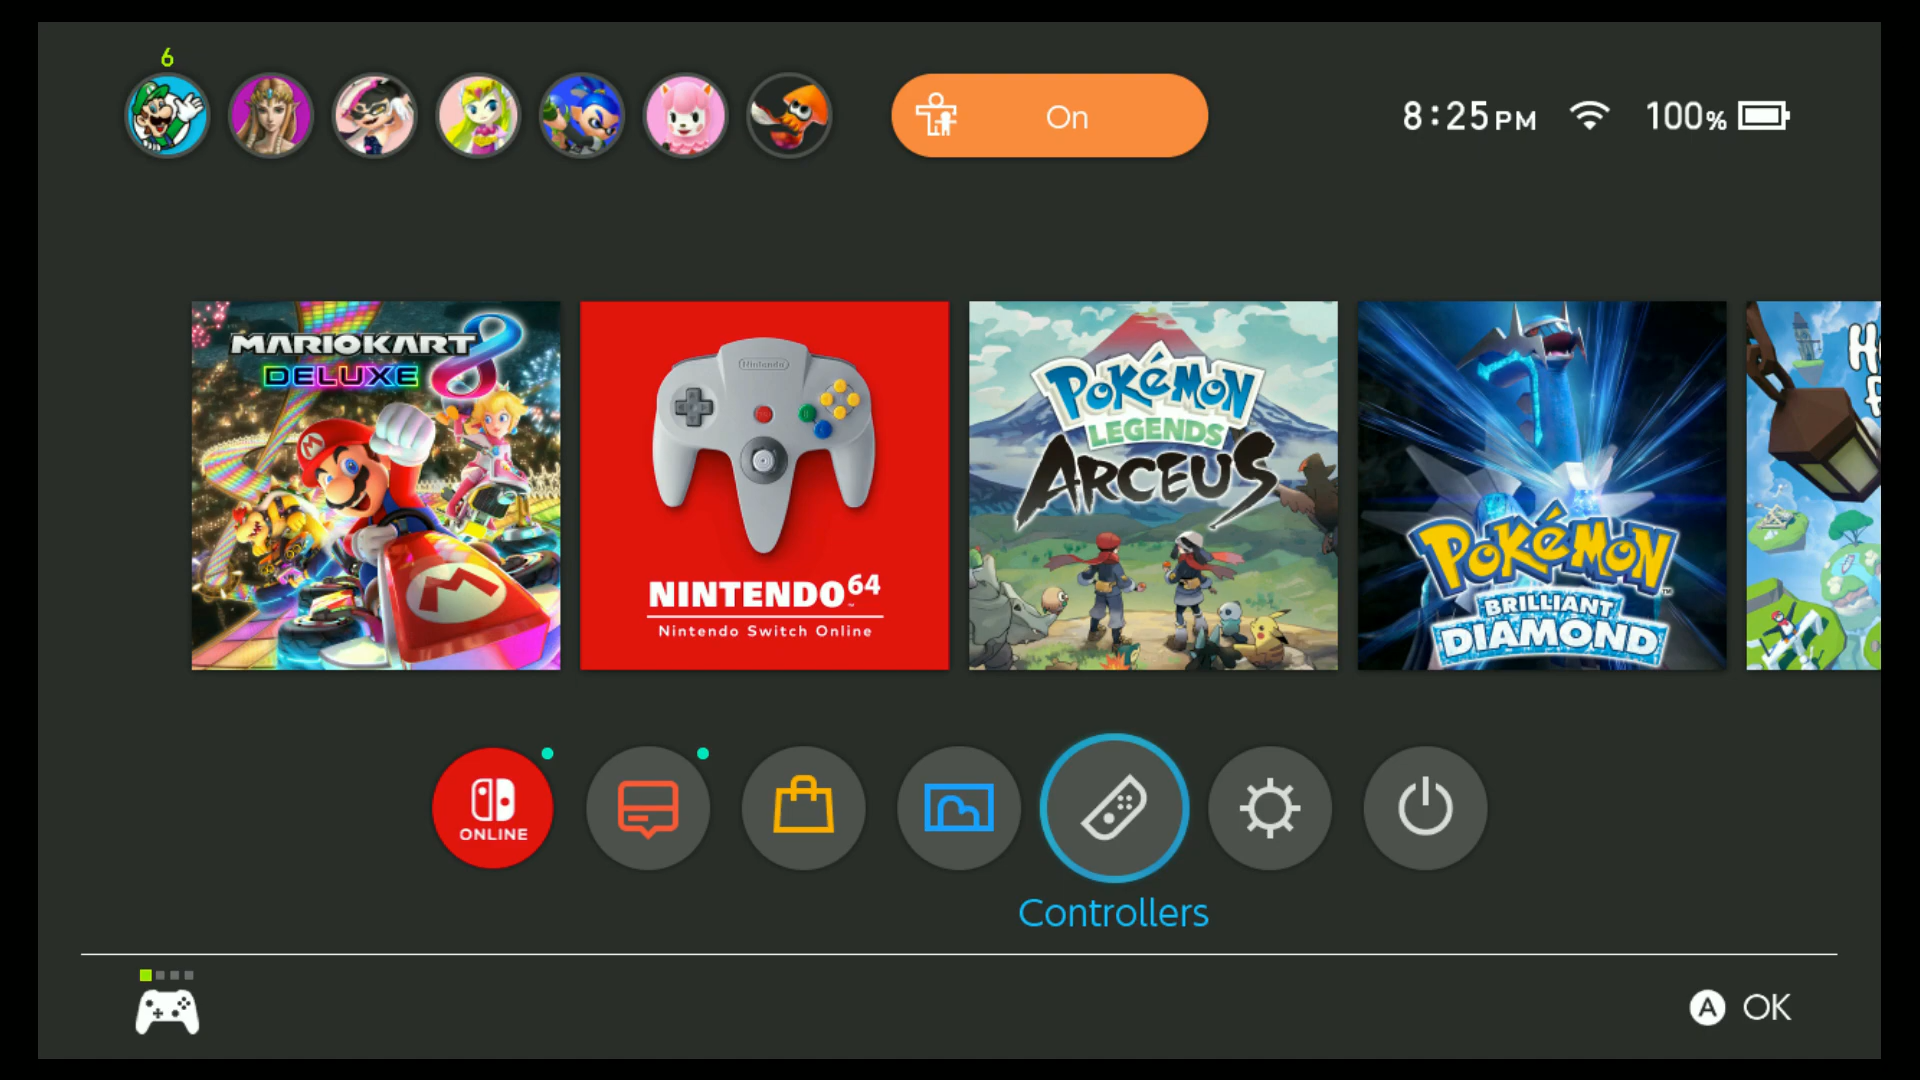 6
On
8:25PM
100%
MARIOKART 8
DELUXE
M
M
Nintendo
NINTENDO64
Nintendo Switch Online
POKéMON
LEGENDS
ARCEUS
POKéMON
BRILLIANT
DIAMOND
ONLINE
Controllers
A OK